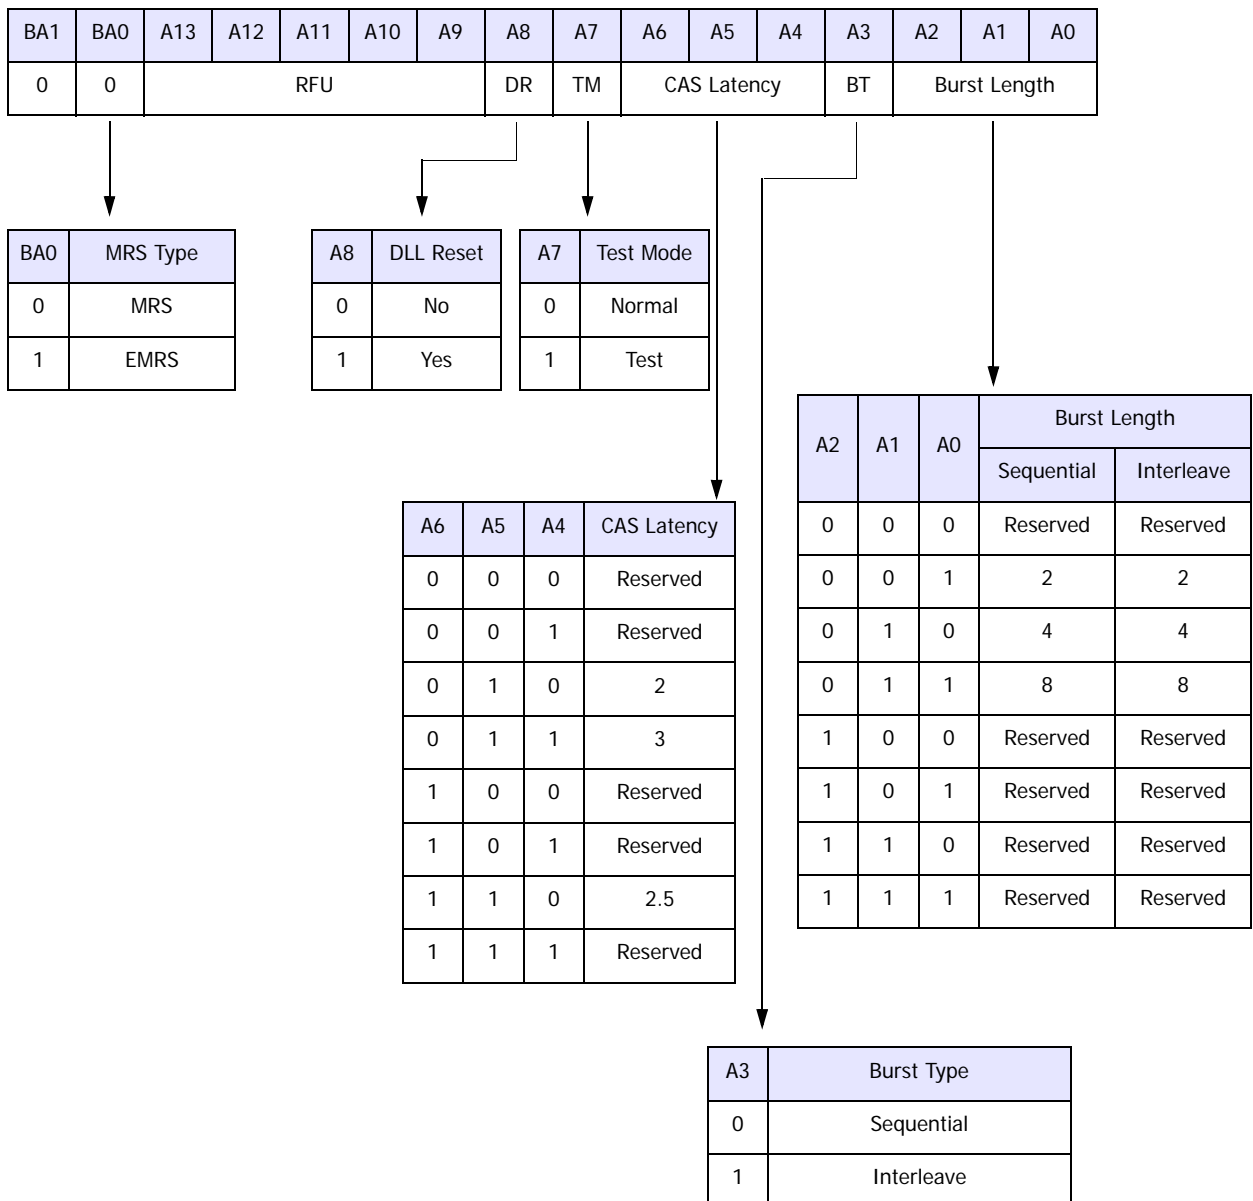 BA1 BA0 A13 A12 A11 A10 A9 A8 A7 A6 A5 A4 A3 A2 A1 A0
0 0 RFU DR TM CAS Latency BT Burst Length
BA0 MRS Type
0 MRS
1 EMRS
A8 DLL Reset
0 No
1 Yes
A7 Test Mode
0 Normal
1 Test
A6 A5 A4 CAS Latency
0 0 0 Reserved
0 0 1 Reserved
0 1 0 2
0 1 1 3
1 0 0 Reserved
1 0 1 Reserved
1 1 0 2.5
1 1 1 Reserved
A2 A1 A0 Burst Length
Sequential Interleave
0 0 0 Reserved Reserved
0 0 1 2 2
0 1 0 4 4
0 1 1 8 8
1 0 0 Reserved Reserved
1 0 1 Reserved Reserved
1 1 0 Reserved Reserved
1 1 1 Reserved Reserved
A3 Burst Type
0 Sequential
1 Interleave